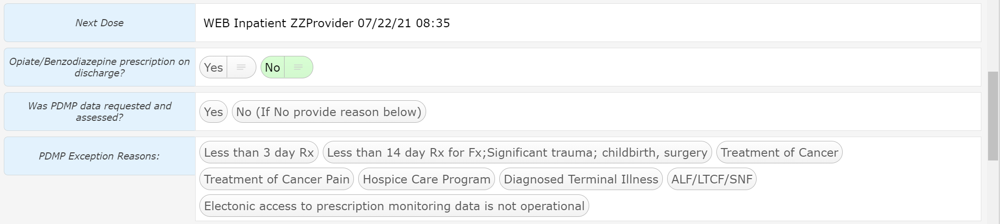 Next Dose
WEB Inpatient ZZProvider 07/22/21 08:35
Opiate/Benzodiazepine prescription on
discharge?
Yes No
Was PDMP data requested and
assessed?
Yes No (If No provide reason below)
PDMP Exception Reasons:
Less than 3 day Rx Less than 14 day Rx for Fx;Significant trauma; childbirth, surgery Treatment of Cancer
Treatment of Cancer Pain Hospice Care Program Diagnosed Terminal Illness ALF/LTCF/SNF
Electonic access to prescription monitoring data is not operational